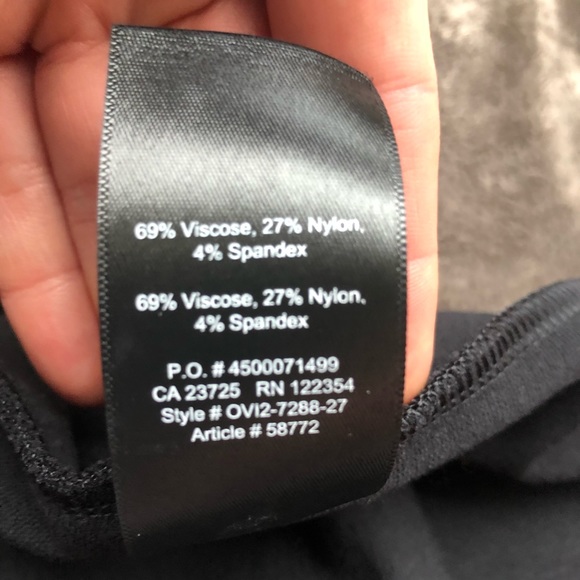 69% Viscose, 27% Nylon,
4% Spandex
69% Viscose, 27% Nylon,
4% Spandex
P.O. # 4500071499
CA 23725 RN 122354
Style # OVI2-7288-27
Article # 58772